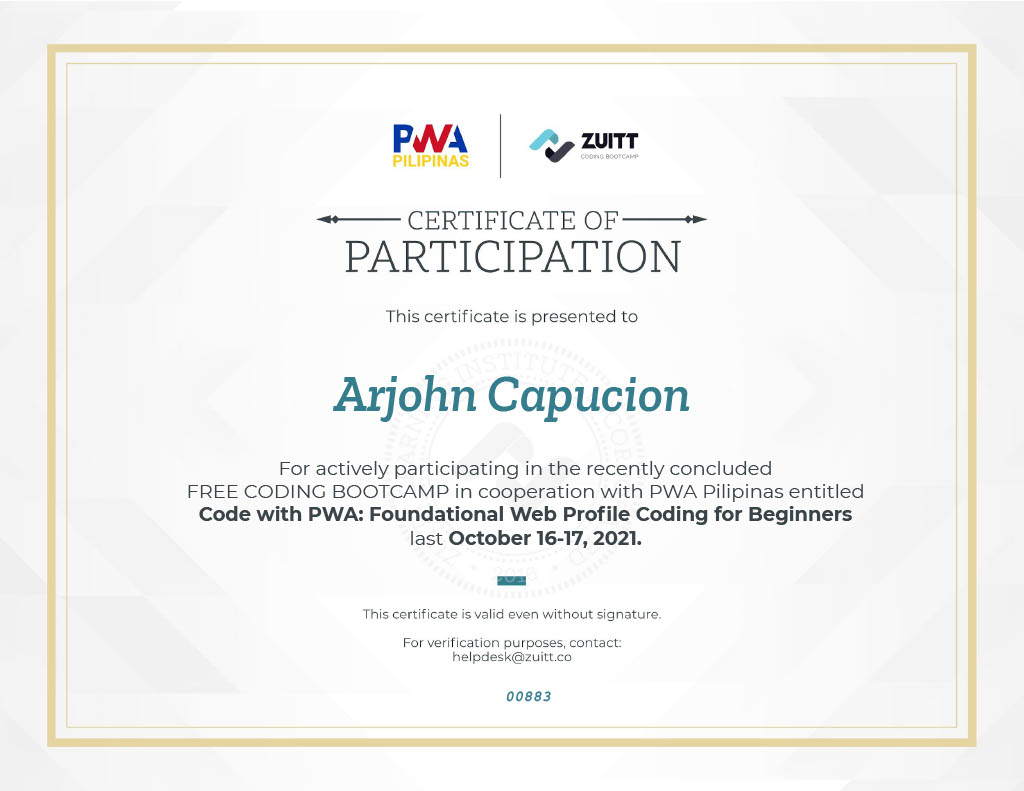 PWA
PILIPINAS
ZUITT
CODING BOOTCAMP
CERTIFICATE OF
PARTICIPATION
This certificate is presented to
INSTITUTE
Arjohn Capucion
For actively participating in the recently concluded
FREE CODING BOOTCAMP in cooperation with PWA Pilipinas entitled
Code with PWA: Foundational Web Profile Coding for Beginners
last October 16-17, 2021.
This certificate is valid even without signature.
For verification purposes, contact:
helpdesk@zuitt.co
00883